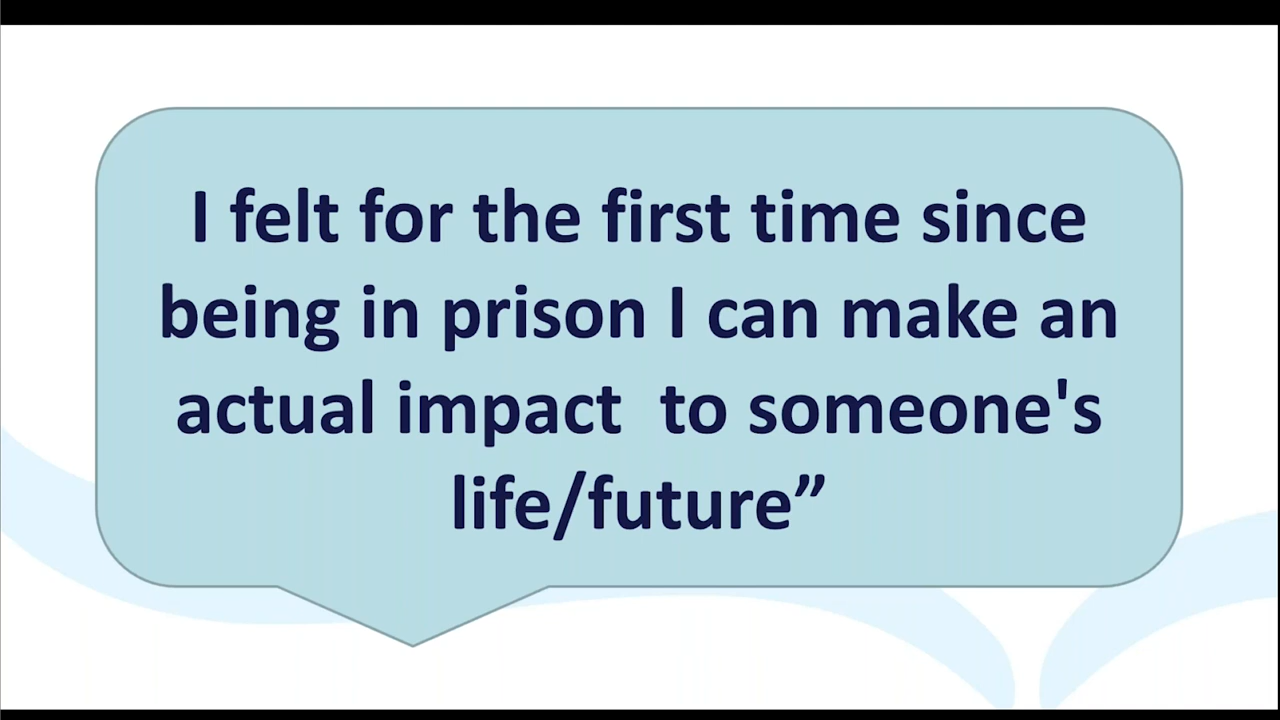 I felt for the first time since
being in prison I can make an
actual impact  to someone's
life/future”